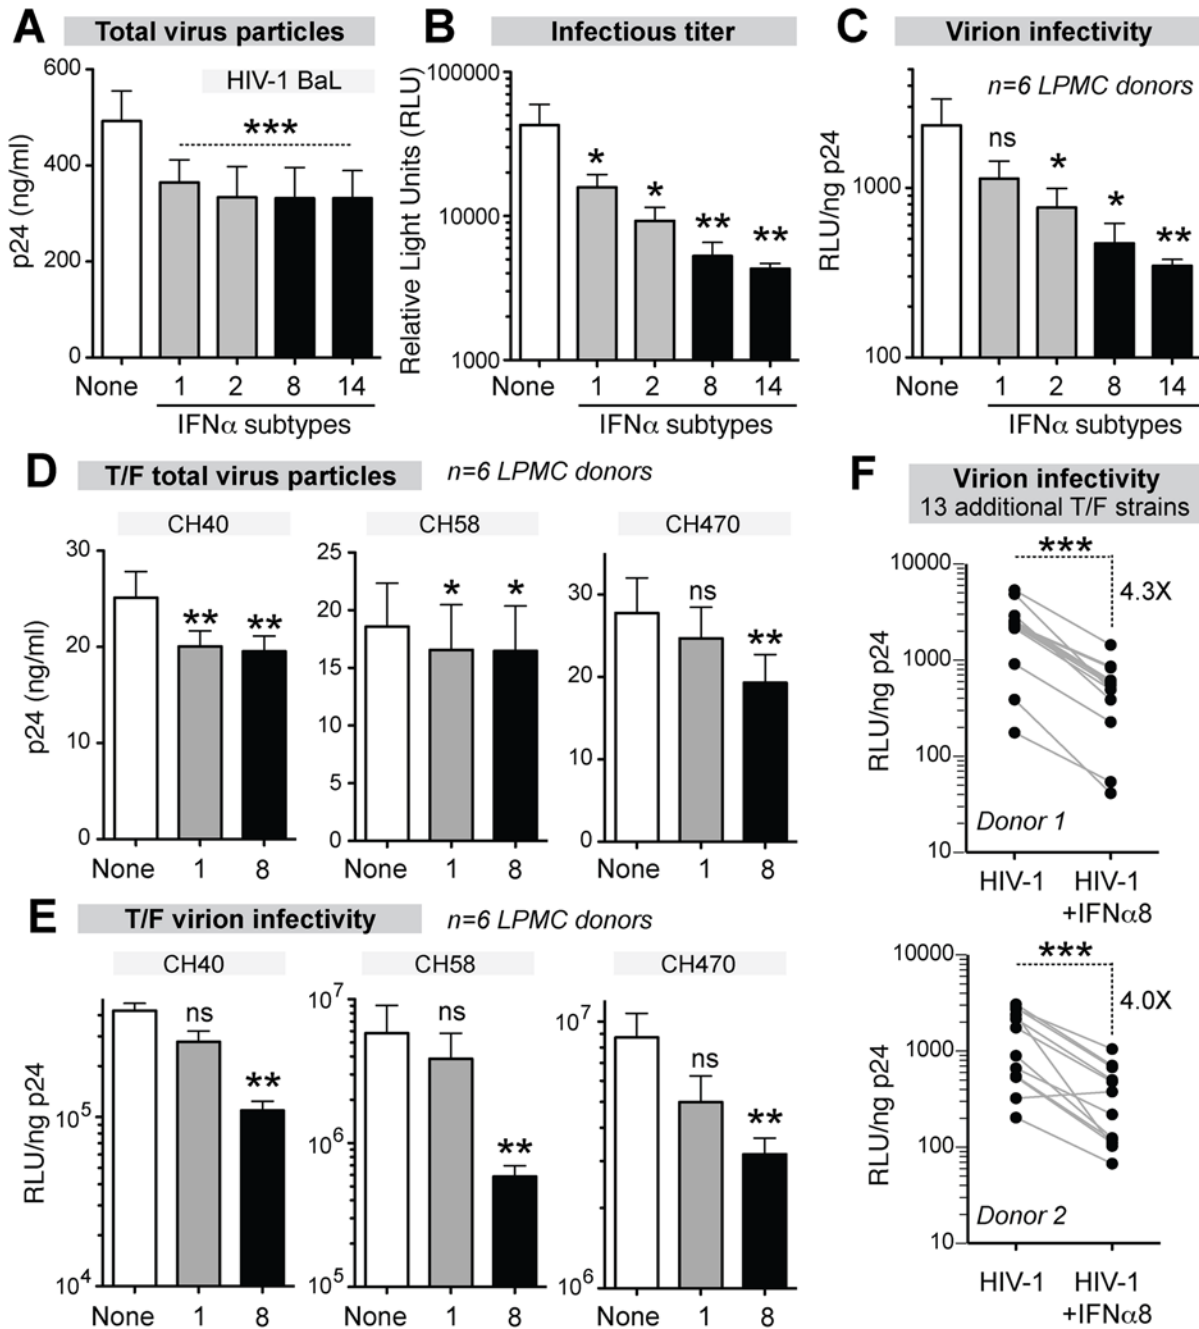 A Total virus particles
HIV-1 BaL
p24 (ng/ml)
600
400
200
0
***
None 1 2 8 14
IFNα subtypes
B Infectious titer
Relative Light Units (RLU)
100000
10000
1000
* * ** **
None 1 2 8 14
IFNα subtypes
C Virion infectivity
n=6 LPMC donors
RLU/ng p24
1000
100
ns * * **
None 1 2 8 14
IFNα subtypes
D T/F total virus particles n=6 LPMC donors
CH40
p24 (ng/ml)
30
20
10
0
** **
None 1 8
CH58
25
20
15
10
5
0
* *
None 1 8
CH470
30
20
10
0
ns **
None 1 8
E T/F virion infectivity n=6 LPMC donors
CH40
RLU/ng p24
10⁵
10⁴
ns **
None 1 8
CH58
10⁷
10⁶
10⁵
ns **
None 1 8
CH470
10⁷
10⁶
ns **
None 1 8
F Virion infectivity
13 additional T/F strains
RLU/ng p24
10000
1000
100
10
***
4.3X
Donor 1
HIV-1 HIV-1
+IFNα8
RLU/ng p24
10000
1000
100
10
***
4.0X
Donor 2
HIV-1 HIV-1
+IFNα8